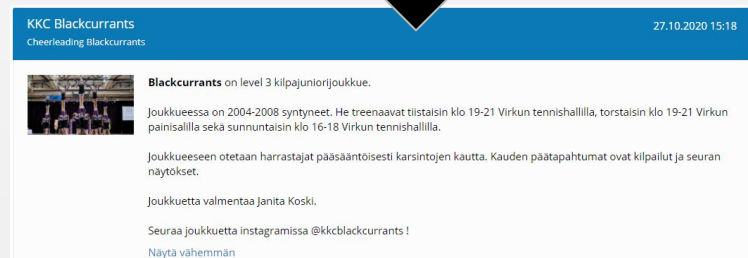 KKC Blackcurrants
27.10.2020 15:18
Cheerleading Blackcurrants
Blackcurrants on level 3 kilpajuniorijoukkue.
Joukkueessa on 2004-2008 syntyneet. He treenaavat tiistaisin klo 19-21 Virkun tennishallilla, torstaisin klo 19-21 Virkun
painisalilla sekä sunnuntaisin klo 16-18 Virkun tennishallilla.
Joukkueeseen otetaan harrastajat pääsääntöisesti karsintojen kautta. Kauden päätapahtumat ovat kilpailut ja seuran
näytökset.
Joukkuetta valmentaa Janita Koski.
Seuraa joukkuetta instagramissa @kkcblackcurrants !
Näytä vähemmän